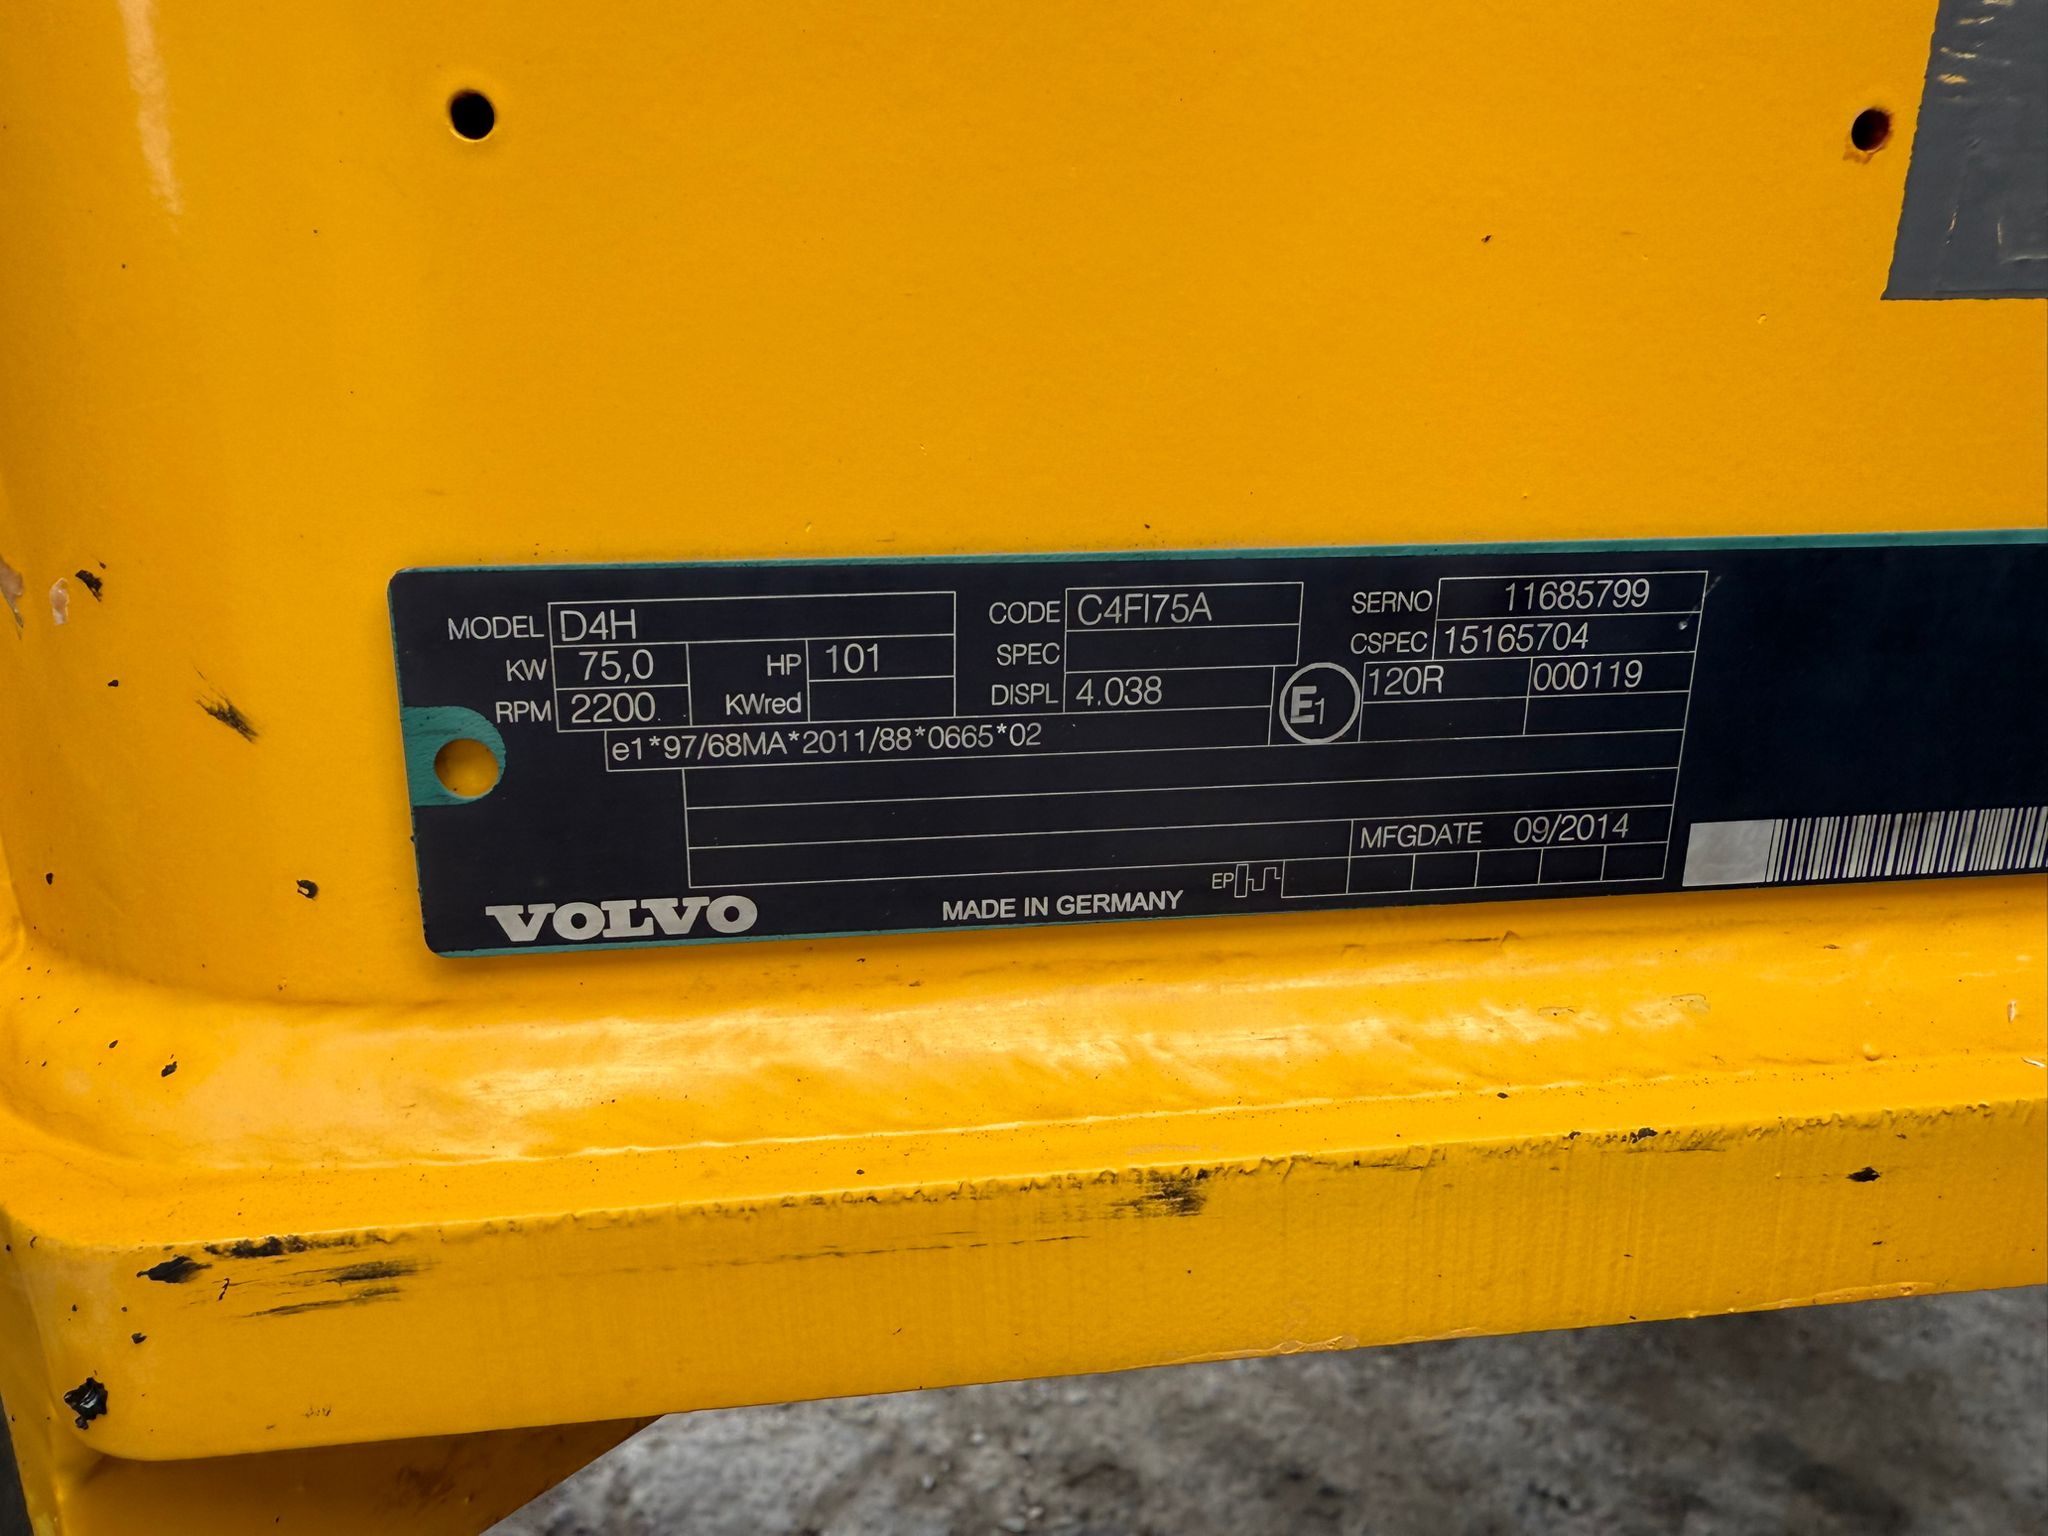 MODEL D4H CODE C4FI75A SERNO 11685799
KW 75,0 HP 101 SPEC CSPEC 15165704
RPM 2200 KWred DISPL 4.038 E1 120R 000119
e1*97/68MA*2011/88*0665*02
MFGDATE 09/2014
EP
VOLVO MADE IN GERMANY